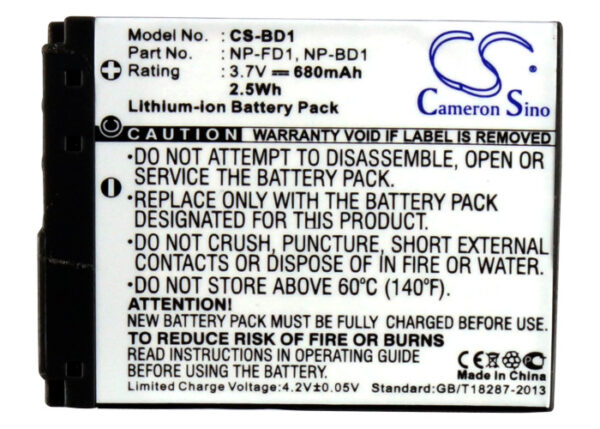 Model No. : CS-BD1
Part No. : NP-FD1, NP-BD1
Rating : 3.7V 680mAh
2.5Wh
Lithium-ion Battery Pack
Cameron Sino
CAUTION WARRANTY VOID IF LABEL IS REMOVED
•DO NOT ATTEMPT TO DISASSEMBLE, OPEN OR
SERVICE THE BATTERY PACK.
•REPLACE ONLY WITH THE BATTERY PACK
DESIGNATED FOR YOUR PRODUCT.
•DO NOT CRUSH, PUNCTURE, SHORT EXTERNAL
CONTACTS OR DISPOSE OF IN FIRE OR WATER.
•DO NOT STORE ABOVE 60°C (140°F).
ATTENTION!
NEW BATTERY PACK MUST BE FULLY CHARGED BEFORE USE
TO REDUCE RISK OF FIRE OR BURNS
READ INSTRUCTIONS IN OPERATING GUIDE
BEFORE USE AND CHARGING.
Made In China
Limited Charge Voltage:4.2V±0.05V Standard:GB/T18287-2013